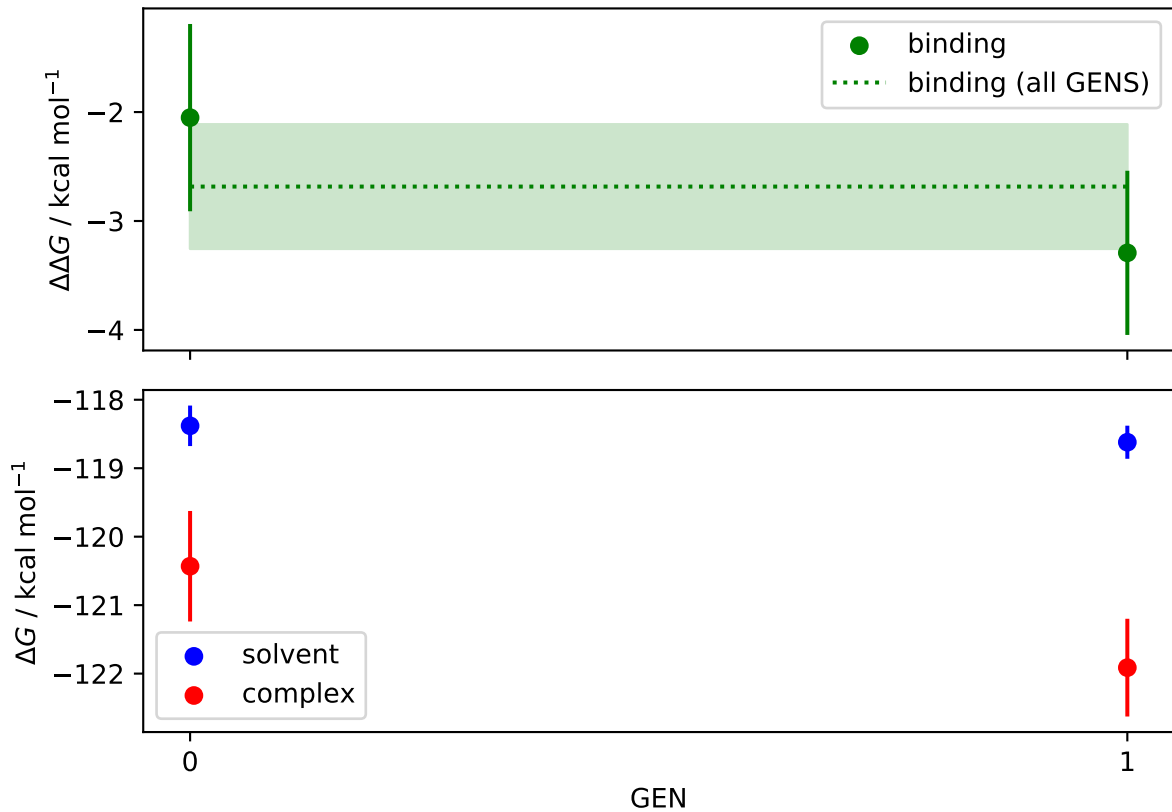 binding
binding (all GENS)
ΔΔG / kcal mol⁻¹
−2
−3
−4
ΔG / kcal mol⁻¹
−118
−119
−120
−121
−122
solvent
complex
0
1
GEN